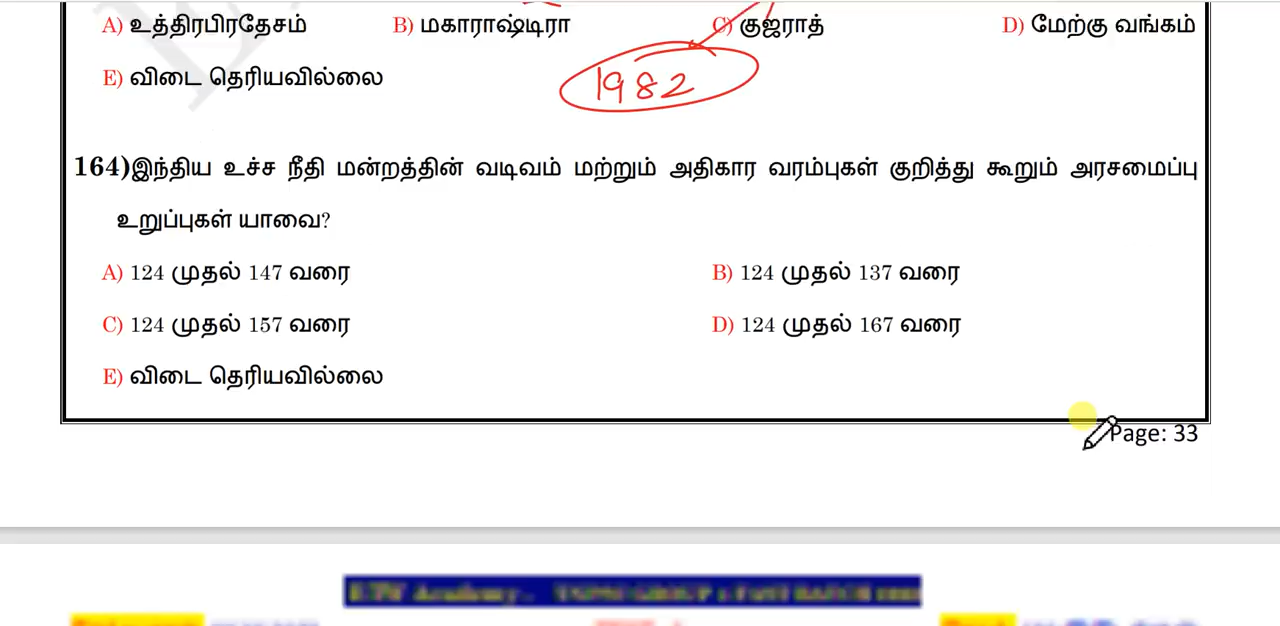 A) உத்திரபிரதேசம் B) மகாராஷ்டிரா C) குஜராத் D) மேற்கு வங்கம்
E) விடை தெரியவில்லை
1982
164)இந்திய உச்ச நீதி மன்றத்தின் வடிவம் மற்றும் அதிகார வரம்புகள் குறித்து கூறும் அரசமைப்பு
உறுப்புகள் யாவை?
A) 124 முதல் 147 வரை B) 124 முதல் 137 வரை
C) 124 முதல் 157 வரை D) 124 முதல் 167 வரை
E) விடை தெரியவில்லை
Page: 33